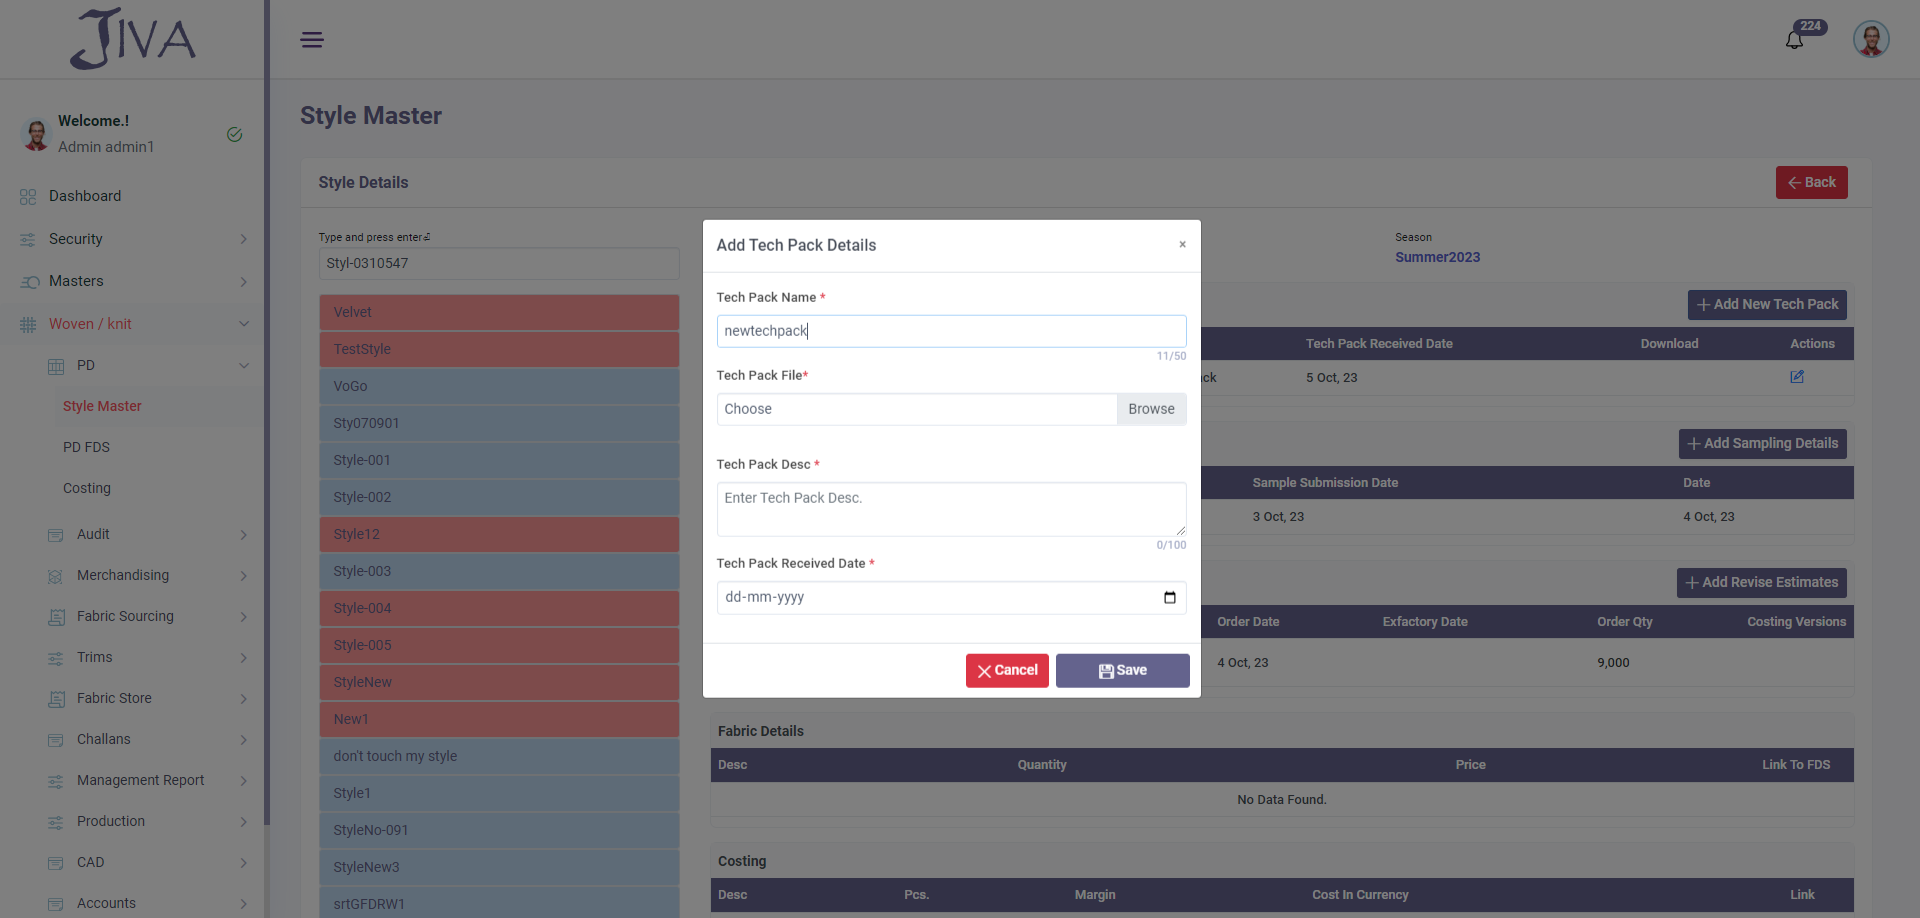 JIVA
224
Welcome.!
Admin admin1
Dashboard
Security
Masters
Woven / knit
PD
Style Master
PD FDS
Costing
Audit
Merchandising
Fabric Sourcing
Trims
Fabric Store
Challans
Management Report
Production
CAD
Accounts
Style Master
Style Details
Back
Type and press enter⏎
Styl-0310547
Velvet
TestStyle
VoGo
Sty070901
Style-001
Style-002
Style12
Style-003
Style-004
Style-005
StyleNew
New1
don't touch my style
Style1
StyleNo-091
StyleNew3
srtGFDRW1
Season
Summer2023
Add New Tech Pack
Tech Pack Received Date Download Actions
ck 5 Oct, 23
Add Sampling Details
Sample Submission Date Date
3 Oct, 23 4 Oct, 23
Add Revise Estimates
Order Date Exfactory Date Order Qty Costing Versions
4 Oct, 23 9,000
Fabric Details
Desc Quantity Price Link To FDS
No Data Found.
Costing
Desc Pcs. Margin Cost In Currency Link
Add Tech Pack Details ×
Tech Pack Name *
newtechpack
11/50
Tech Pack File*
Choose Browse
Tech Pack Desc *
Enter Tech Pack Desc.
0/100
Tech Pack Received Date *
dd-mm-yyyy
Cancel Save